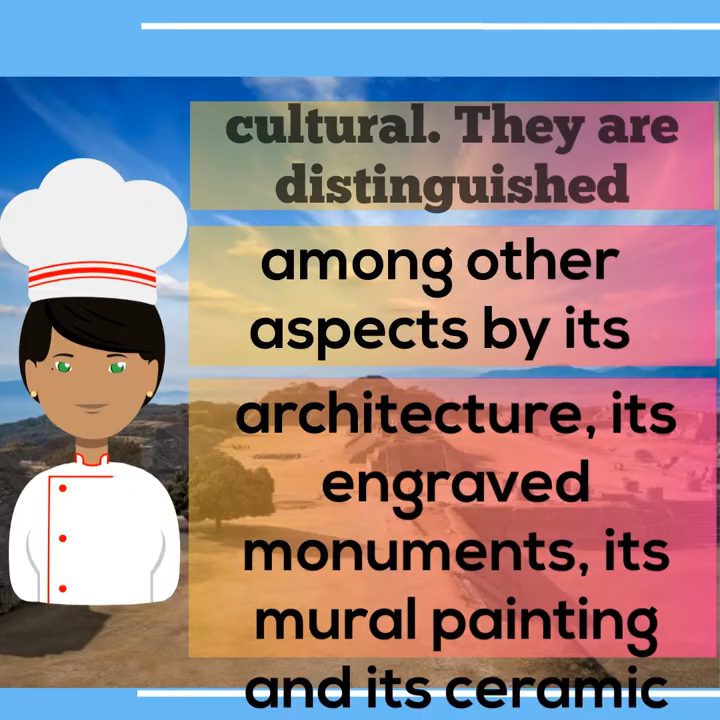 cultural. They are
distinguished
among other
aspects by its
architecture, its
engraved
monuments, its
mural painting
and its ceramic